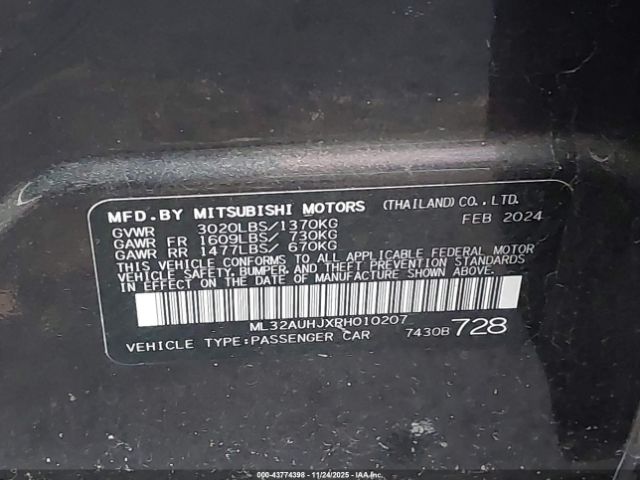 MFD.BY MITSUBISHI MOTORS (THAILAND) CO.,LTD.
GVWR 3020LBS/1370KG FEB 2024
GAWR FR 1609LBS/ 730KG
GAWR RR 1477LBS/ 670KG
THIS VEHICLE CONFORMS TO ALL APPLICABLE FEDERAL MOTOR
VEHICLE SAFETY, BUMPER, AND THEFT PREVENTION STANDARDS
IN EFFECT ON THE DATE OF MANUFACTURE SHOWN ABOVE.
ML32AUHJXRH010207
VEHICLE TYPE:PASSENGER CAR 7430B 728
000-43774398 - 11/24/2025 - IAA Inc.